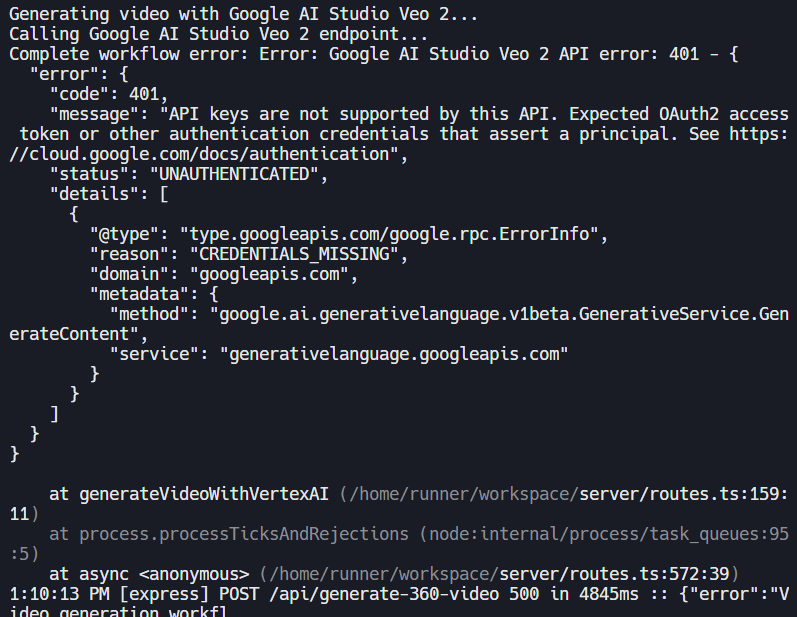 Generating video with Google AI Studio Veo 2...
Calling Google AI Studio Veo 2 endpoint...
Complete workflow error: Error: Google AI Studio Veo 2 API error: 401 - {
  "error": {
    "code": 401,
    "message": "API keys are not supported by this API. Expected OAuth2 access
 token or other authentication credentials that assert a principal. See https:
//cloud.google.com/docs/authentication",
    "status": "UNAUTHENTICATED",
    "details": [
      {
        "@type": "type.googleapis.com/google.rpc.ErrorInfo",
        "reason": "CREDENTIALS_MISSING",
        "domain": "googleapis.com",
        "metadata": {
          "method": "google.ai.generativelanguage.v1beta.GenerativeService.Gen
erateContent",
          "service": "generativelanguage.googleapis.com"
        }
      }
    ]
  }
}
    at generateVideoWithVertexAI (/home/runner/workspace/server/routes.ts:159:
11)
    at process.processTicksAndRejections (node:internal/process/task_queues:95
:5)
    at async <anonymous> (/home/runner/workspace/server/routes.ts:572:39)
1:10:13 PM [express] POST /api/generate-360-video 500 in 4845ms :: {"error":"V
ideo generation workfl